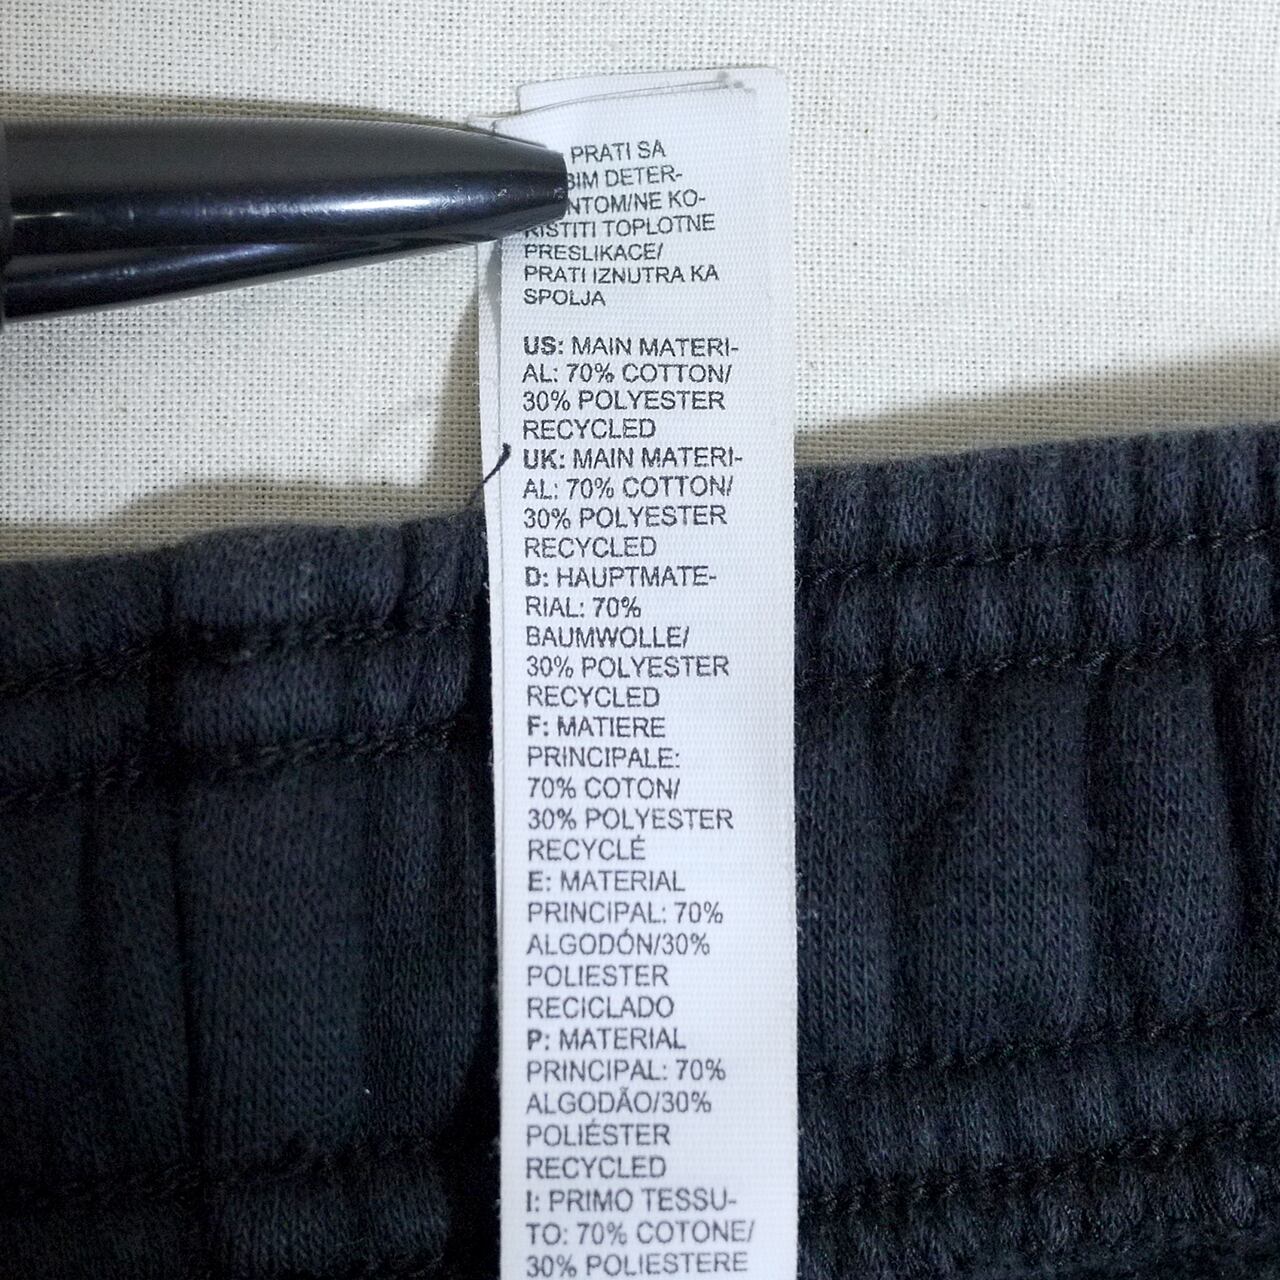 PRATI SA
BIM DETER-
NTOM/NE KO-
RISTITI TOPLOTNE
PRESLIKACE/
PRATI IZNUTRA KA
SPOLJA
US: MAIN MATERI-
AL: 70% COTTON/
30% POLYESTER
RECYCLED
UK: MAIN MATERI-
AL: 70% COTTON/
30% POLYESTER
RECYCLED
D: HAUPTMATE-
RIAL: 70%
BAUMWOLLE/
30% POLYESTER
RECYCLED
F: MATIERE
PRINCIPALE:
70% COTON/
30% POLYESTER
RECYCLÉ
E: MATERIAL
PRINCIPAL: 70%
ALGODÓN/30%
POLIESTER
RECICLADO
P: MATERIAL
PRINCIPAL: 70%
ALGODÃO/30%
POLIÉSTER
RECYCLED
I: PRIMO TESSU-
TO: 70% COTONE/
30% POLIESTERE